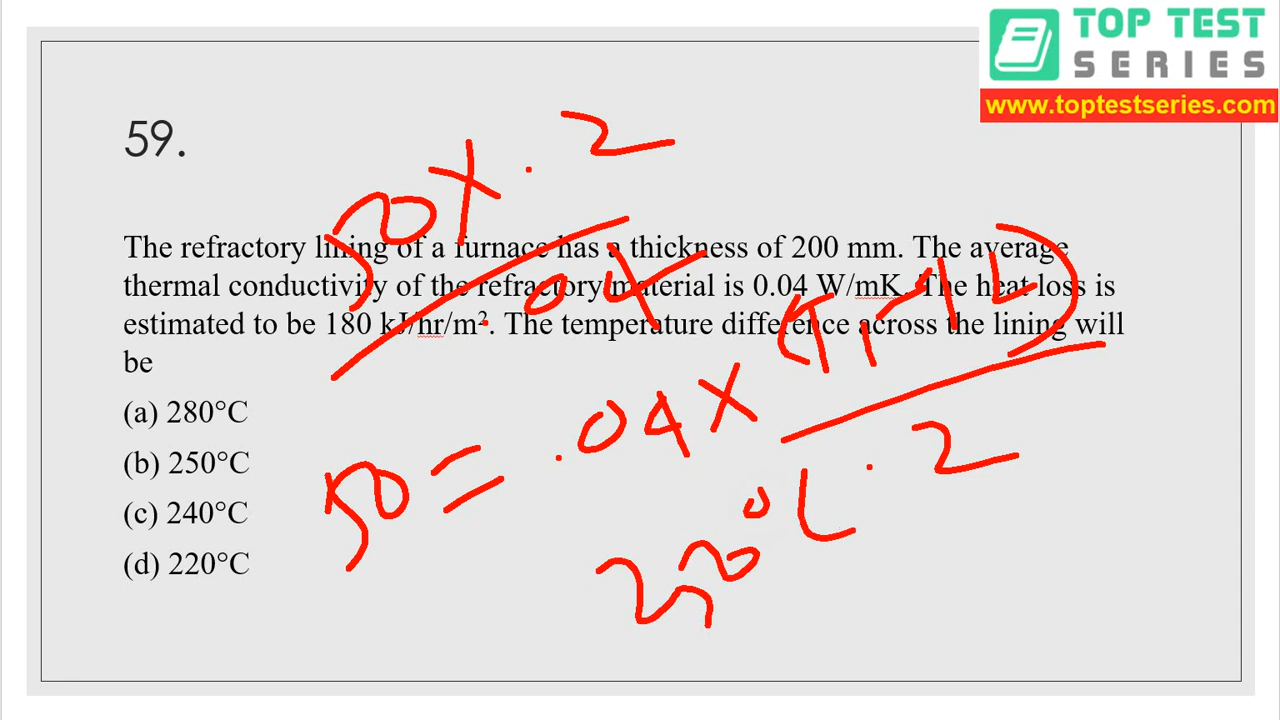 TOP TEST
SERIES
www.toptestseries.com
59.
50 x .2
.04
The refractory lining of a furnace has a thickness of 200 mm. The average
thermal conductivity of the refractory material is 0.04 W/mK. The heat loss is
estimated to be 180 kJ/hr/m². The temperature difference across the lining will
be
(a) 280°C
(b) 250°C
(c) 240°C
(d) 220°C
50 = .04 x (T1-T2)
.2
250°C